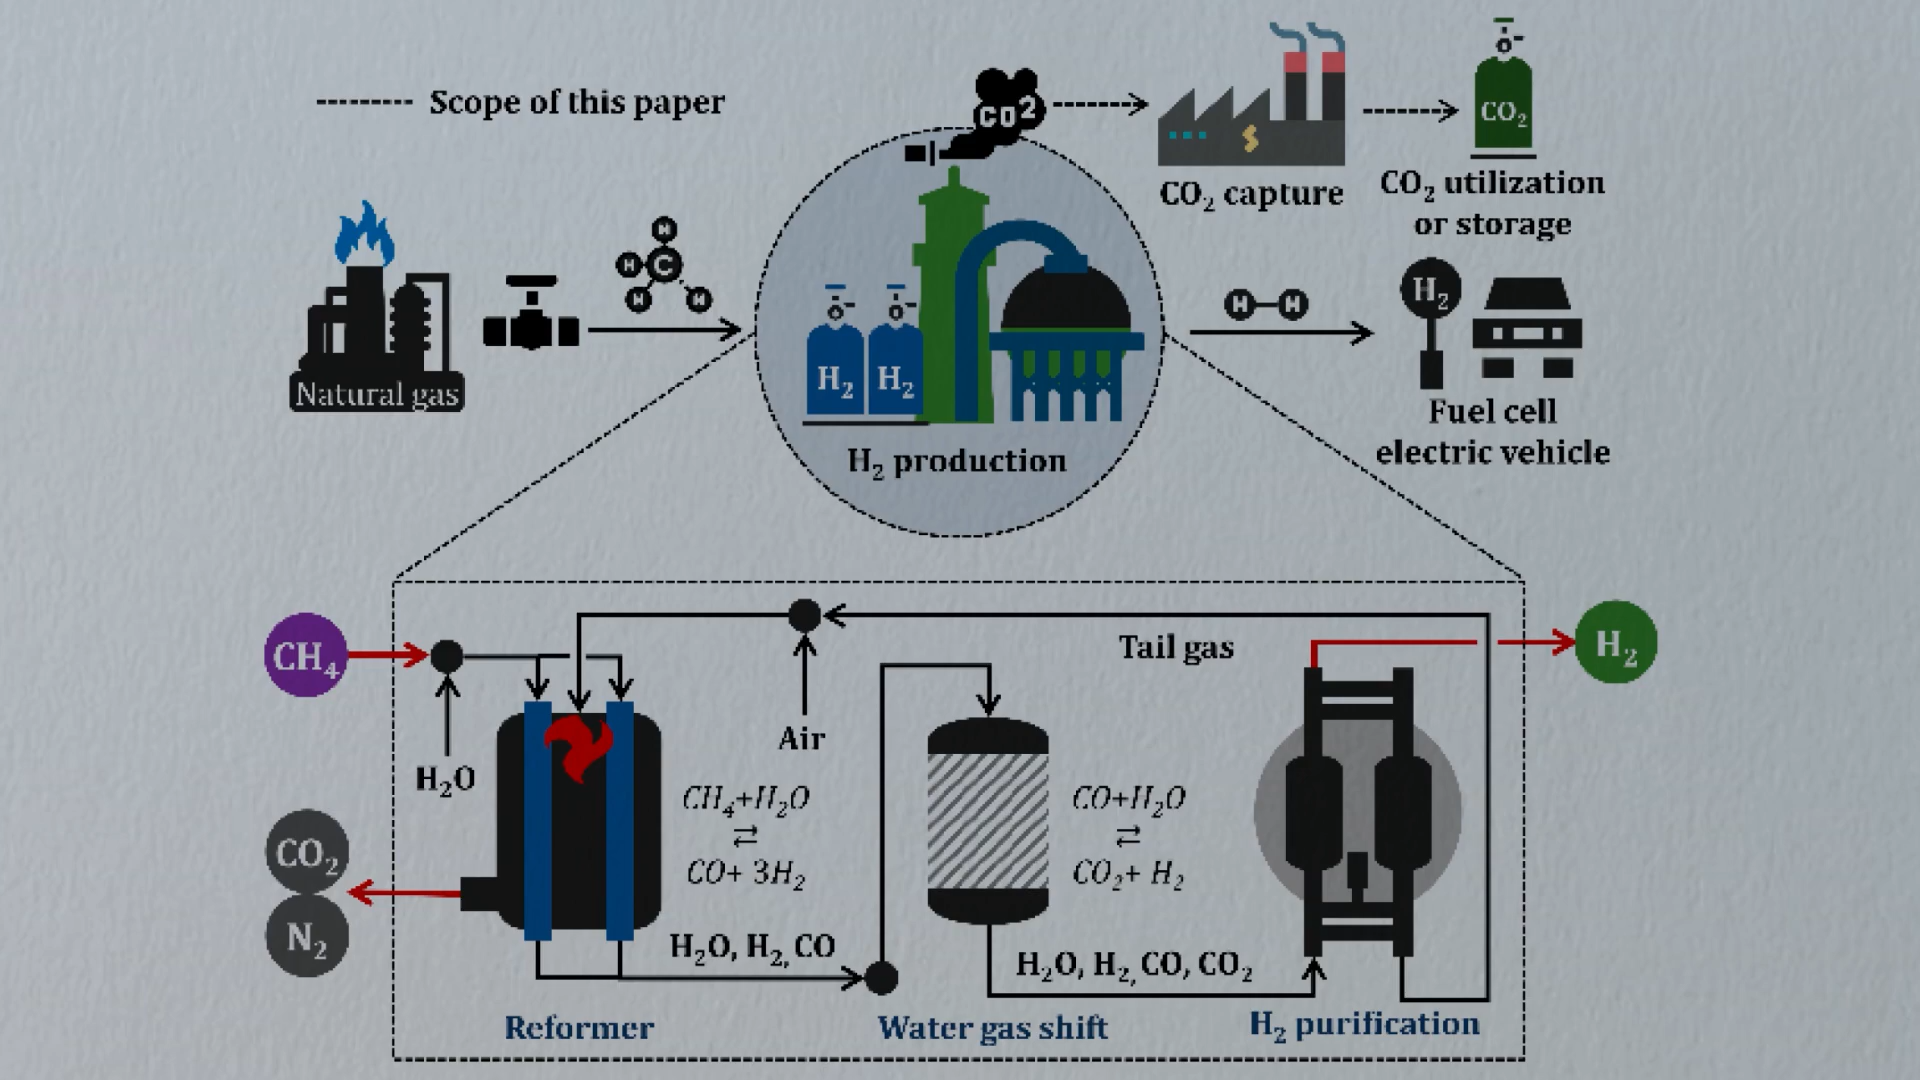 Scope of this paper
CO2
CO₂
CO₂ capture
CO₂ utilization
or storage
H
H C
H H
Natural gas
H₂ H₂
H₂ production
H-H
H₂
Fuel cell
electric vehicle
CH₄
H₂O
Air
Tail gas
H₂
CH₄+H₂O
⇄
CO+ 3H₂
CO+H₂O
⇄
CO₂+ H₂
CO₂
N₂
H₂O, H₂, CO
H₂O, H₂, CO, CO₂
Reformer
Water gas shift
H₂ purification